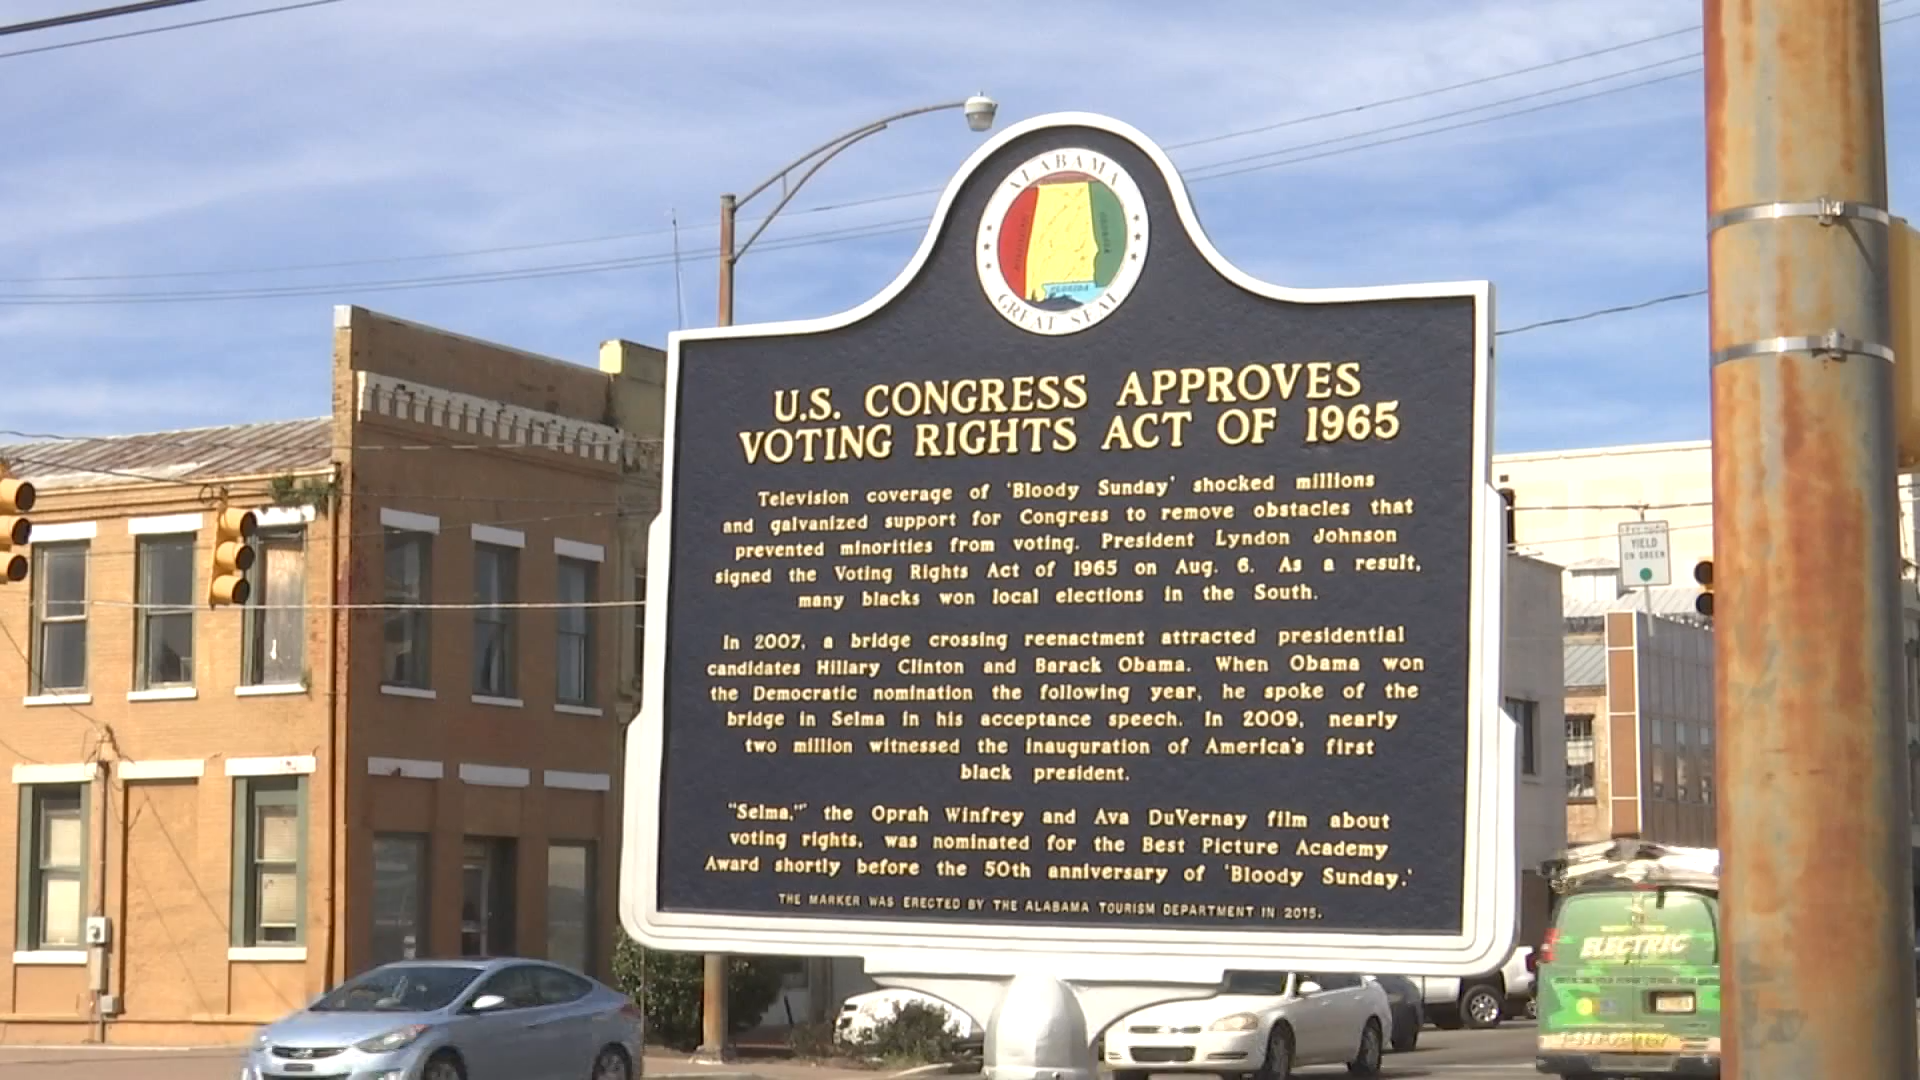 ALABAMA
GREAT SEAL
FLORIDA
U.S. CONGRESS APPROVES
VOTING RIGHTS ACT OF 1965
Television coverage of 'Bloody Sunday' shocked millions
and galvanized support for Congress to remove obstacles that
prevented minorities from voting. President Lyndon Johnson
signed the Voting Rights Act of 1965 on Aug. 6. As a result,
many blacks won local elections in the South.
In 2007, a bridge crossing reenactment attracted presidential
candidates Hillary Clinton and Barack Obama. When Obama won
the Democratic nomination the following year, he spoke of the
bridge in Selma in his acceptance speech. In 2009, nearly
two million witnessed the inauguration of America's first
black president.
"Selma,'" the Oprah Winfrey and Ava DuVernay film about
voting rights, was nominated for the Best Picture Academy
Award shortly before the 50th anniversary of 'Bloody Sunday.'
THE MARKER WAS ERECTED BY THE ALABAMA TOURISM DEPARTMENT IN 2015.
YIELD
ON GREEN
ELECTRIC